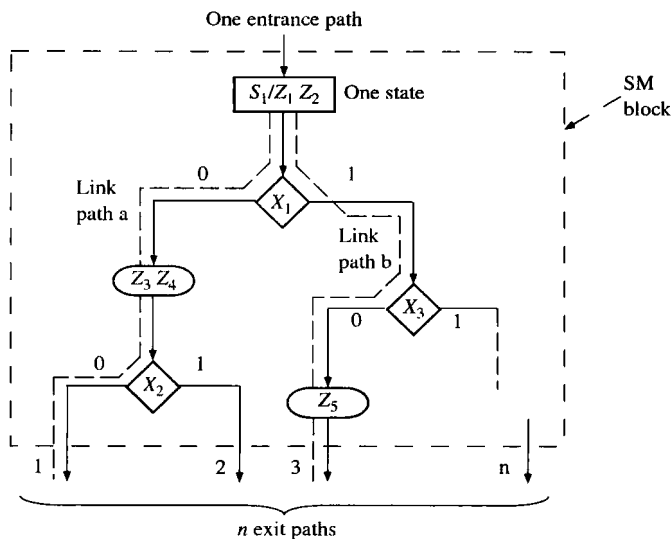 One entrance path
S₁/Z₁ Z₂
One state
SM
block
0
1
Link
path a
X₁
Link
path b
Z₃ Z₄
X₃
0
1
0
1
X₂
Z₅
1
2
3
n
n exit paths